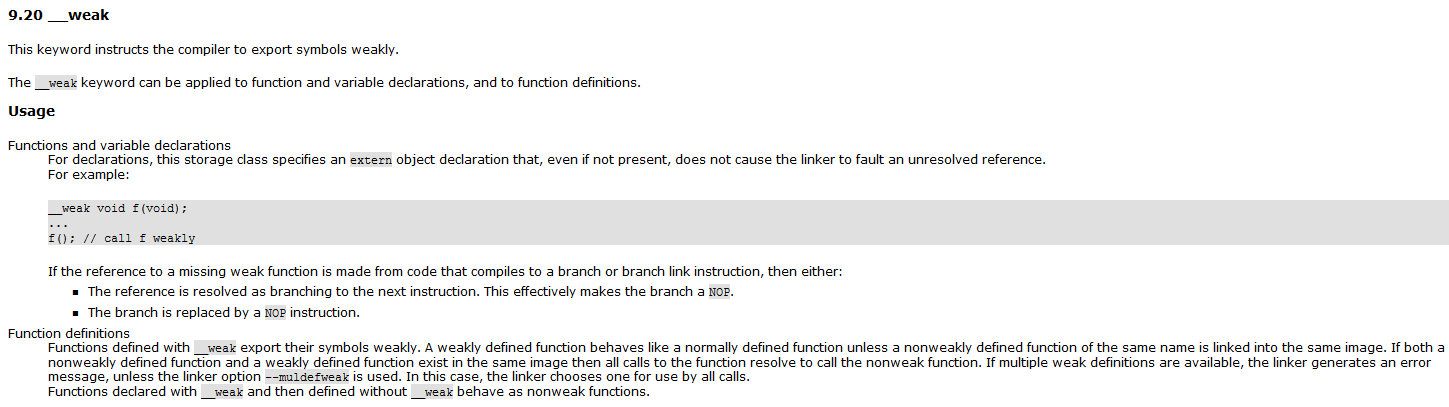 9.20 __weak
This keyword instructs the compiler to export symbols weakly.
The __weak keyword can be applied to function and variable declarations, and to function definitions.
Usage
Functions and variable declarations
For declarations, this storage class specifies an extern object declaration that, even if not present, does not cause the linker to fault an unresolved reference.
For example:
__weak void f(void);
...
f(); // call f weakly
If the reference to a missing weak function is made from code that compiles to a branch or branch link instruction, then either:
▪ The reference is resolved as branching to the next instruction. This effectively makes the branch a NOP.
▪ The branch is replaced by a NOP instruction.
Function definitions
Functions defined with __weak export their symbols weakly. A weakly defined function behaves like a normally defined function unless a nonweakly defined function of the same name is linked into the same image. If both a
nonweakly defined function and a weakly defined function exist in the same image then all calls to the function resolve to call the nonweak function. If multiple weak definitions are available, the linker generates an error
message, unless the linker option --muldefweak is used. In this case, the linker chooses one for use by all calls.
Functions declared with __weak and then defined without __weak behave as nonweak functions.